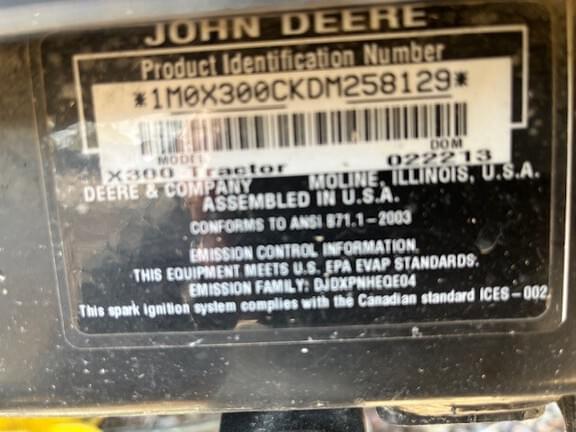 JOHN DEERE
Product Identification Number
*1M0X300CKDM258129*
MODEL DOM
X300 Tractor 022213
DEERE & COMPANY MOLINE, ILLINOIS, U.S.A.
ASSEMBLED IN U.S.A.
CONFORMS TO ANSI B71.1-2003
EMISSION CONTROL INFORMATION.
THIS EQUIPMENT MEETS U.S. EPA EVAP STANDARDS.
EMISSION FAMILY: DJDXPNHEQE04
This spark ignition system complies with the Canadian standard ICES-002